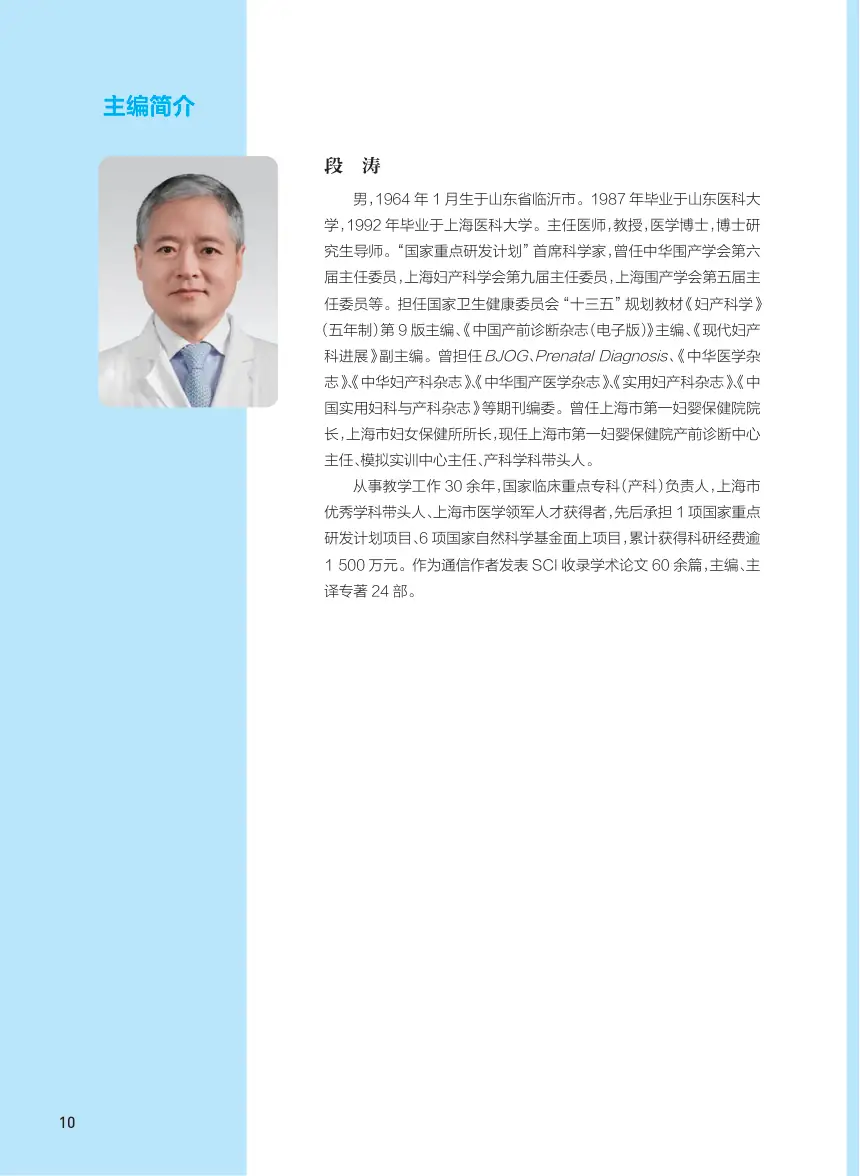 主编简介
段　涛
男，1964 年 1 月生于山东省临沂市。1987 年毕业于山东医科大
学，1992 年毕业于上海医科大学。主任医师，教授，医学博士，博士研
究生导师。“国家重点研发计划”首席科学家，曾任中华围产学会第六
届主任委员，上海妇产科学会第九届主任委员，上海围产学会第五届主
任委员等。担任国家卫生健康委员会“十三五”规划教材《妇产科学》
（五年制）第 9 版主编、《中国产前诊断杂志（电子版）》主编、《现代妇产
科进展》副主编。曾担任 BJOG、Prenatal Diagnosis、《中华医学杂
志》、《中华妇产科杂志》、《中华围产医学杂志》、《实用妇产科杂志》、《中
国实用妇科与产科杂志》等期刊编委。曾任上海市第一妇婴保健院院
长，上海市妇女保健所所长，现任上海市第一妇婴保健院产前诊断中心
主任、模拟实训中心主任、产科学科带头人。
从事教学工作 30 余年，国家临床重点专科（产科）负责人，上海市
优秀学科带头人、上海市医学领军人才获得者，先后承担 1 项国家重点
研发计划项目、6 项国家自然科学基金面上项目，累计获得科研经费逾
1 500 万元。作为通信作者发表 SCI 收录学术论文 60 余篇，主编、主
译专著 24 部。
10